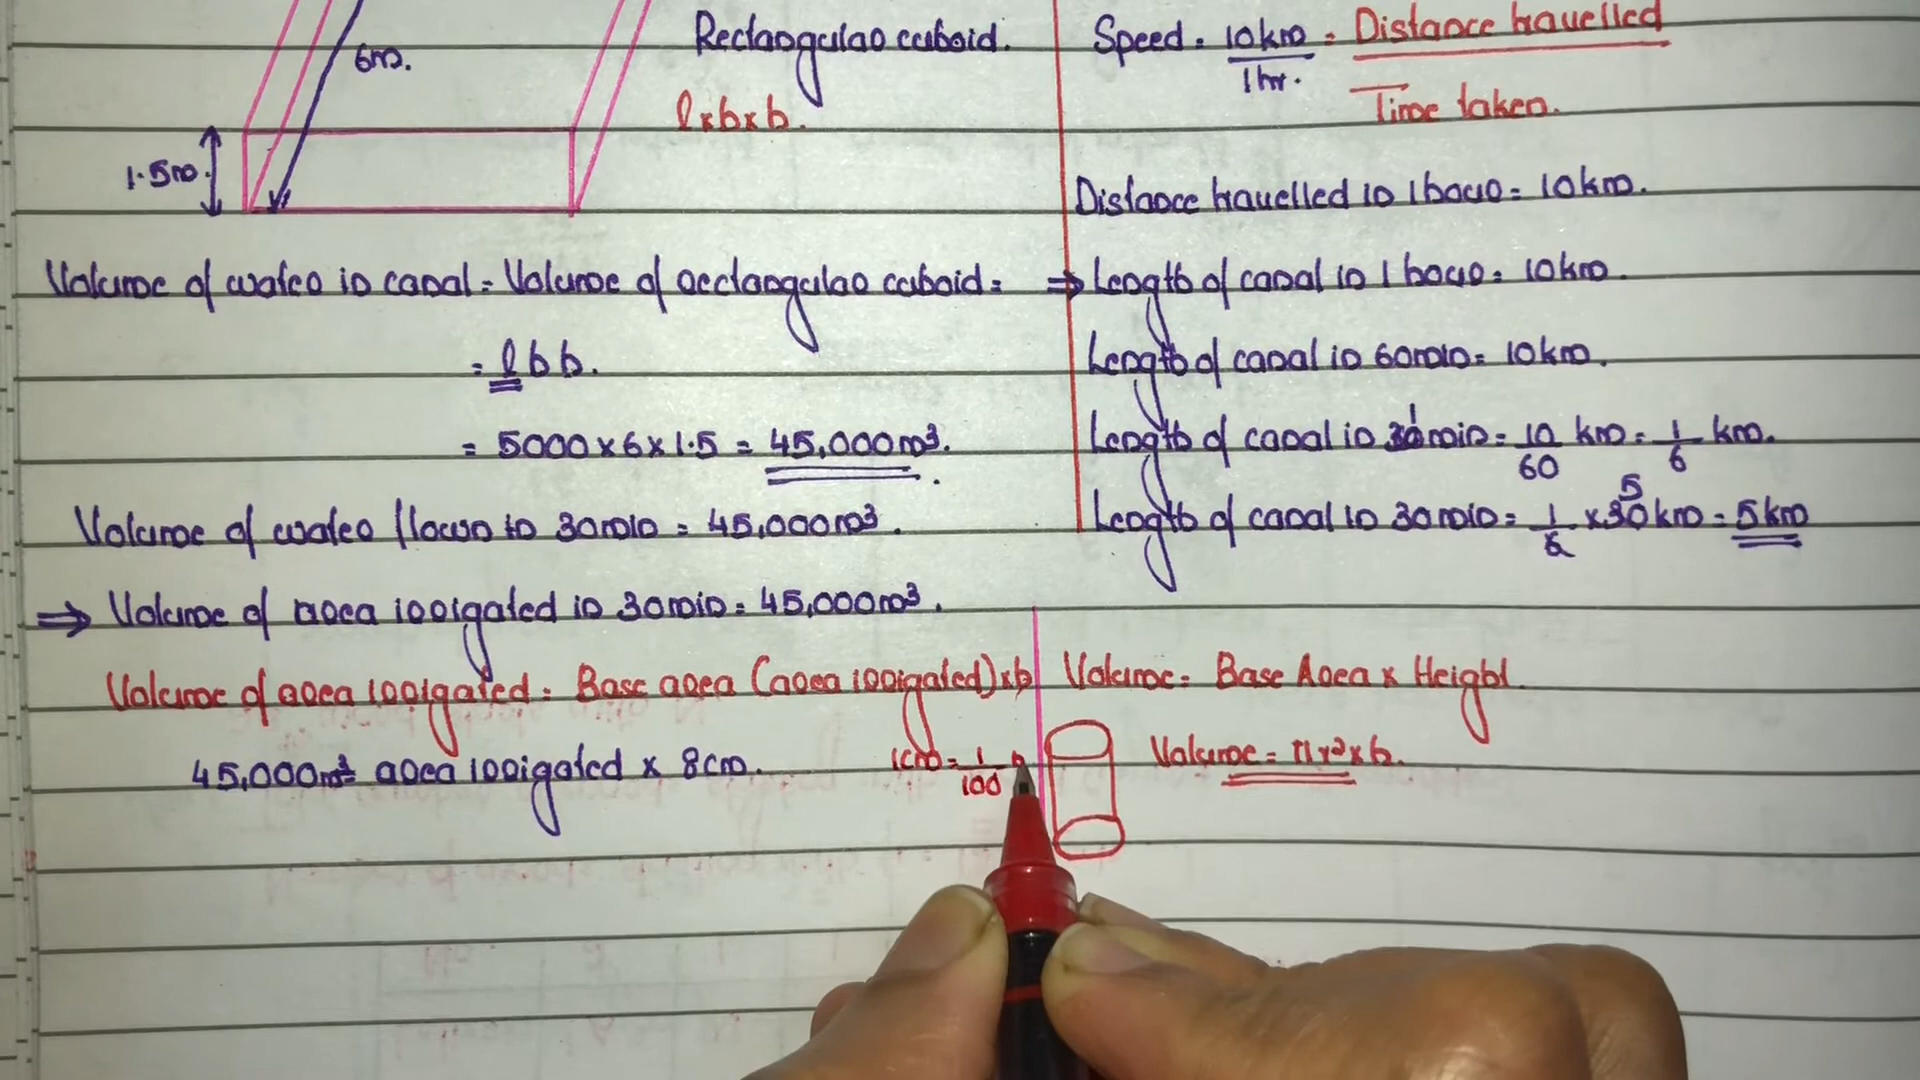 6m.
1.5m.
Rectangular cuboid.
l×b×h.
Speed = 10km/1hr. = Distance travelled/Time taken.
Distance travelled in 1 hour = 10km.
Volume of water in canal = Volume of rectangular cuboid =
= lbh.
= 5000×6×1.5 = 45,000m³.
Volume of water flown in 30min = 45,000m³.
⇒ Volume of area irrigated in 30min = 45,000m³.
Volume of area irrigated = Base area (area irrigated)×h
45,000m³ = area irrigated × 8cm.
1cm = 1/100
⇒ Length of canal in 1 hour = 10km.
Length of canal in 60min = 10km.
Length of canal in 1min = 10/60 km = 1/6 km.
Length of canal in 30min = 1/6 × 30 5 km = 5km
Volume = Base Area × Height.
Volume = πr²×h.